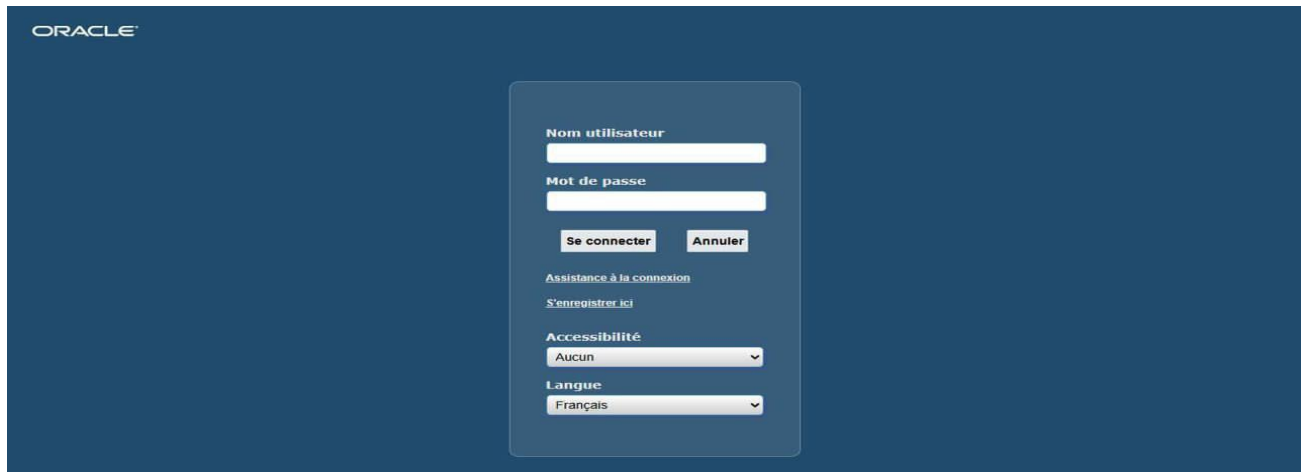 ORACLE
Nom utilisateur
Mot de passe
Se connecter Annuler
Assistance à la connexion
S'enregistrer ici
Accessibilité
Aucun
Langue
Français